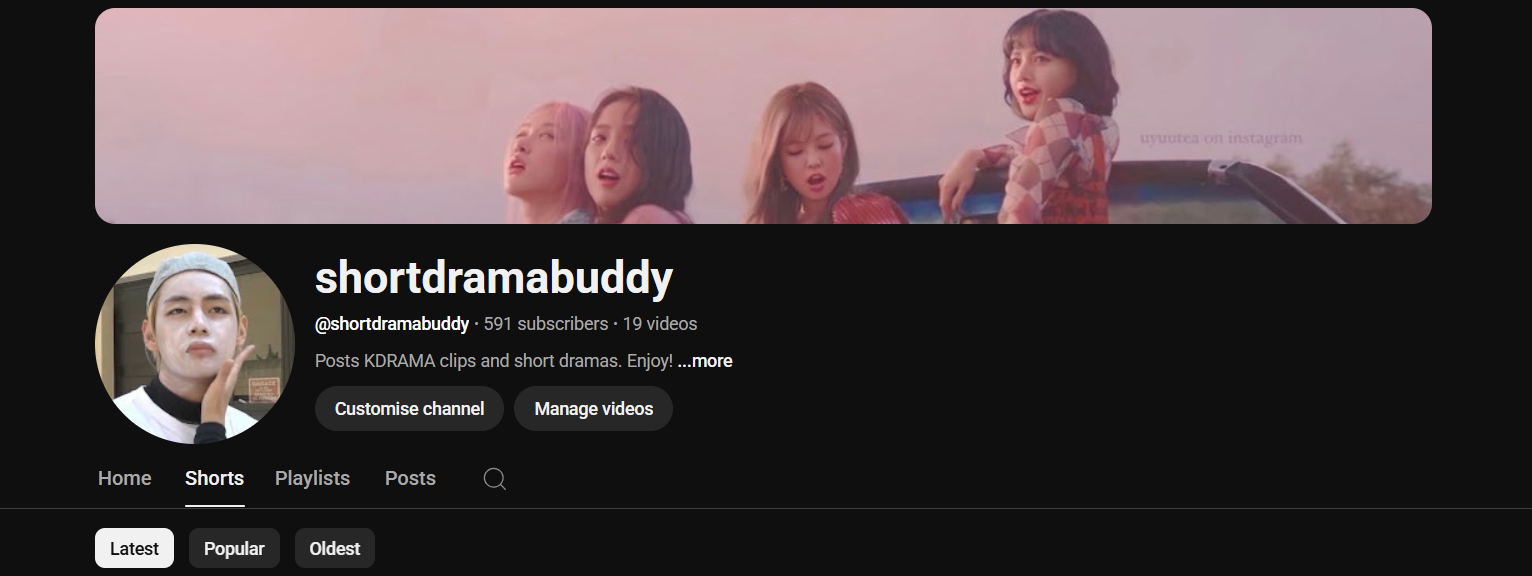 uyuutea on instagram
shortdramabuddy
@shortdramabuddy · 591 subscribers · 19 videos
Posts KDRAMA clips and short dramas. Enjoy! ...more
Customise channel Manage videos
Home Shorts Playlists Posts
Latest Popular Oldest